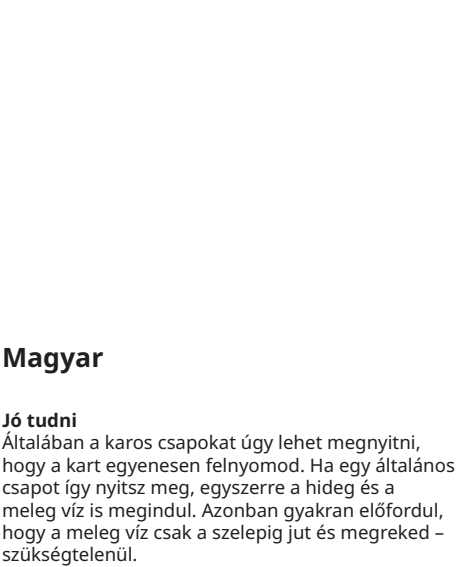 Magyar
Jó tudni
Általában a karos csapokat úgy lehet megnyitni,
hogy a kart egyenesen felnyomod. Ha egy általános
csapot így nyitsz meg, egyszerre a hideg és a
meleg víz is megindul. Azonban gyakran előfordul,
hogy a meleg víz csak a szelepig jut és megreked –
szükségtelenül.